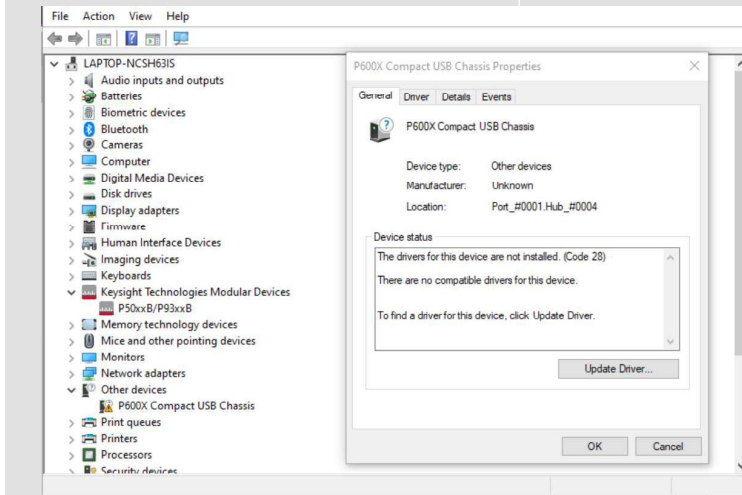 File Action View Help
LAPTOP-NCSH63IS
Audio inputs and outputs
Batteries
Biometric devices
Bluetooth
Cameras
Computer
Digital Media Devices
Disk drives
Display adapters
Firmware
Human Interface Devices
Imaging devices
Keyboards
Keysight Technologies Modular Devices
P50xxB/P93xxB
Memory technology devices
Mice and other pointing devices
Monitors
Network adapters
Other devices
P600X Compact USB Chassis
Print queues
Printers
Processors
Security devices
P600X Compact USB Chassis Properties
General Driver Details Events
P600X Compact USB Chassis
Device type: Other devices
Manufacturer: Unknown
Location: Port_#0001.Hub_#0004
Device status
The drivers for this device are not installed. (Code 28)
There are no compatible drivers for this device.
To find a driver for this device, click Update Driver.
Update Driver...
OK Cancel